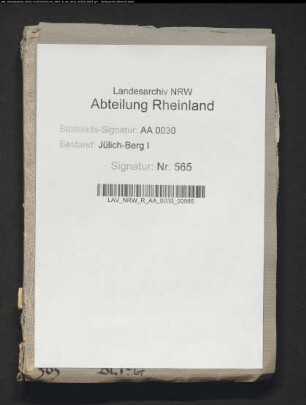 Landesarchiv NRW
Abteilung Rheinland
Bestands-Signatur: AA 0030
Bestand: Jülich-Berg I
Signatur: Nr. 565
LAV_NRW_R_AA_0030_00565